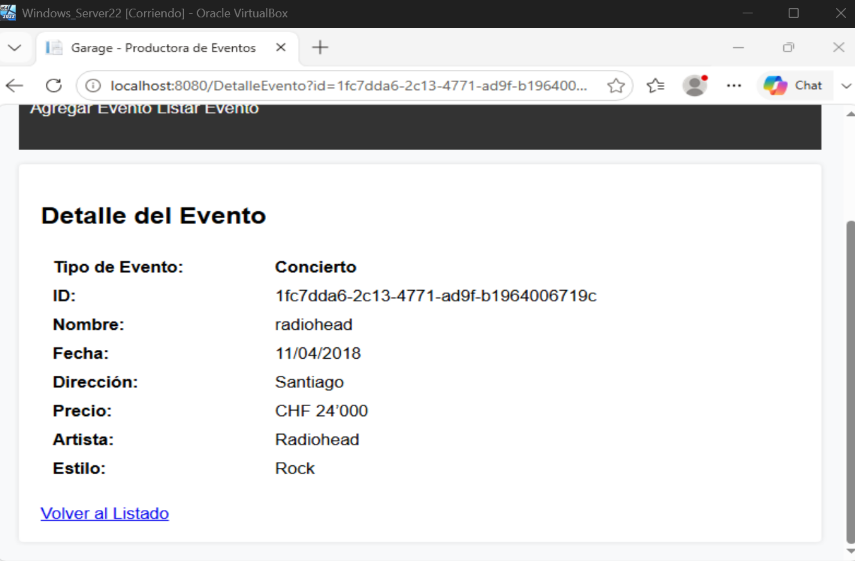 Windows_Server22 [Corriendo] - Oracle VirtualBox
Garage - Productora de Eventos
localhost:8080/DetalleEvento?id=1fc7dda6-2c13-4771-ad9f-b196400...
Chat
Agregar Evento Listar Evento
Detalle del Evento
Tipo de Evento: Concierto
ID: 1fc7dda6-2c13-4771-ad9f-b1964006719c
Nombre: radiohead
Fecha: 11/04/2018
Dirección: Santiago
Precio: CHF 24’000
Artista: Radiohead
Estilo: Rock
Volver al Listado